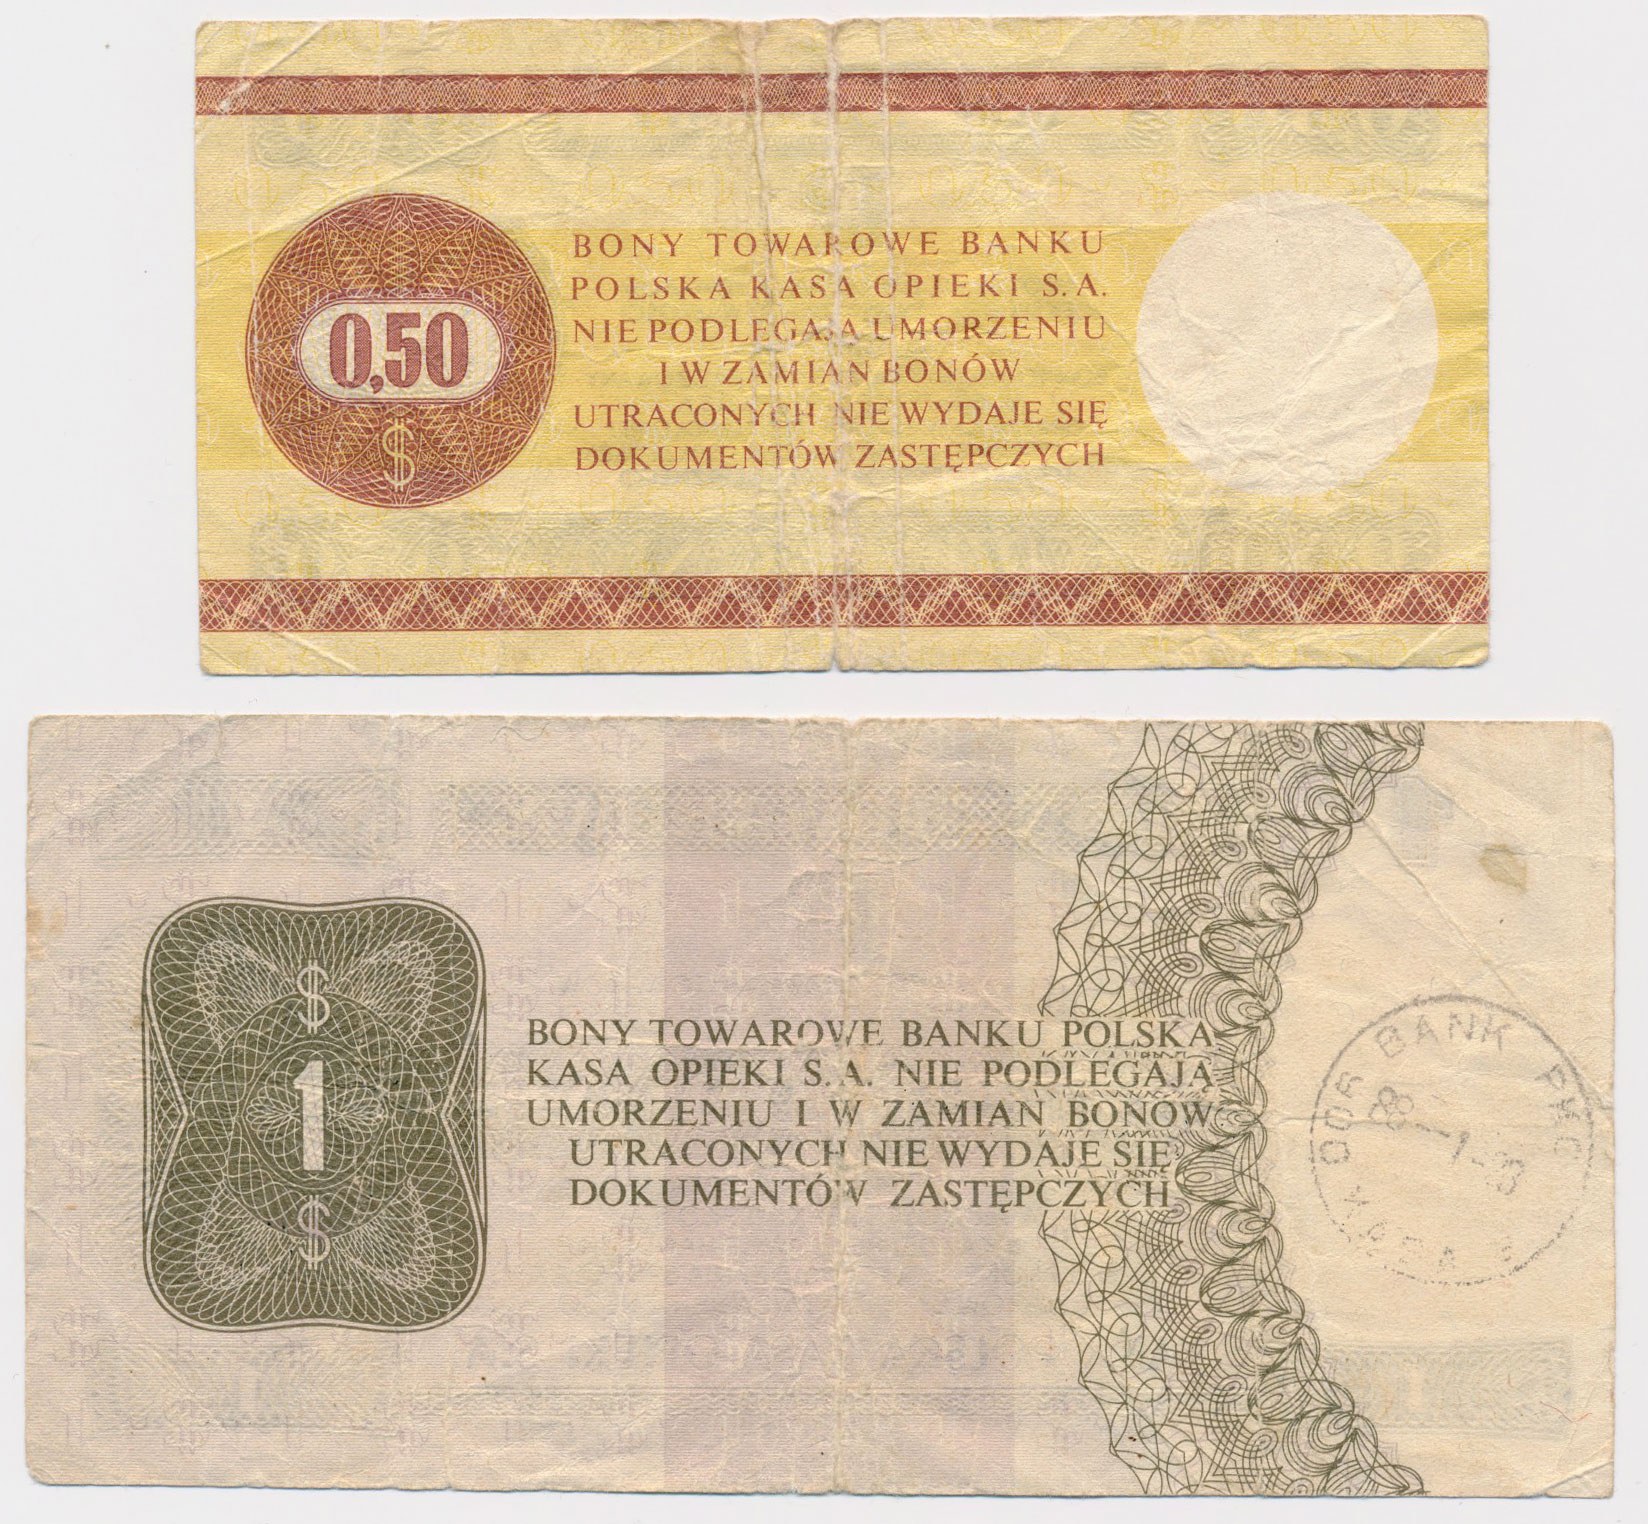 0,50
$
BONY TOWAROWE BANKU
POLSKA KASA OPIEKI S.A.
NIE PODLEGAJĄ UMORZENIU
I W ZAMIAN BONÓW
UTRACONYCH NIE WYDAJE SIĘ
DOKUMENTÓW ZASTĘPCZYCH
$
1
$
BONY TOWAROWE BANKU POLSKA
KASA OPIEKI S.A. NIE PODLEGAJĄ
UMORZENIU I W ZAMIAN BONÓW
UTRACONYCH NIE WYDAJE SIĘ
DOKUMENTÓW ZASTĘPCZYCH
BANK